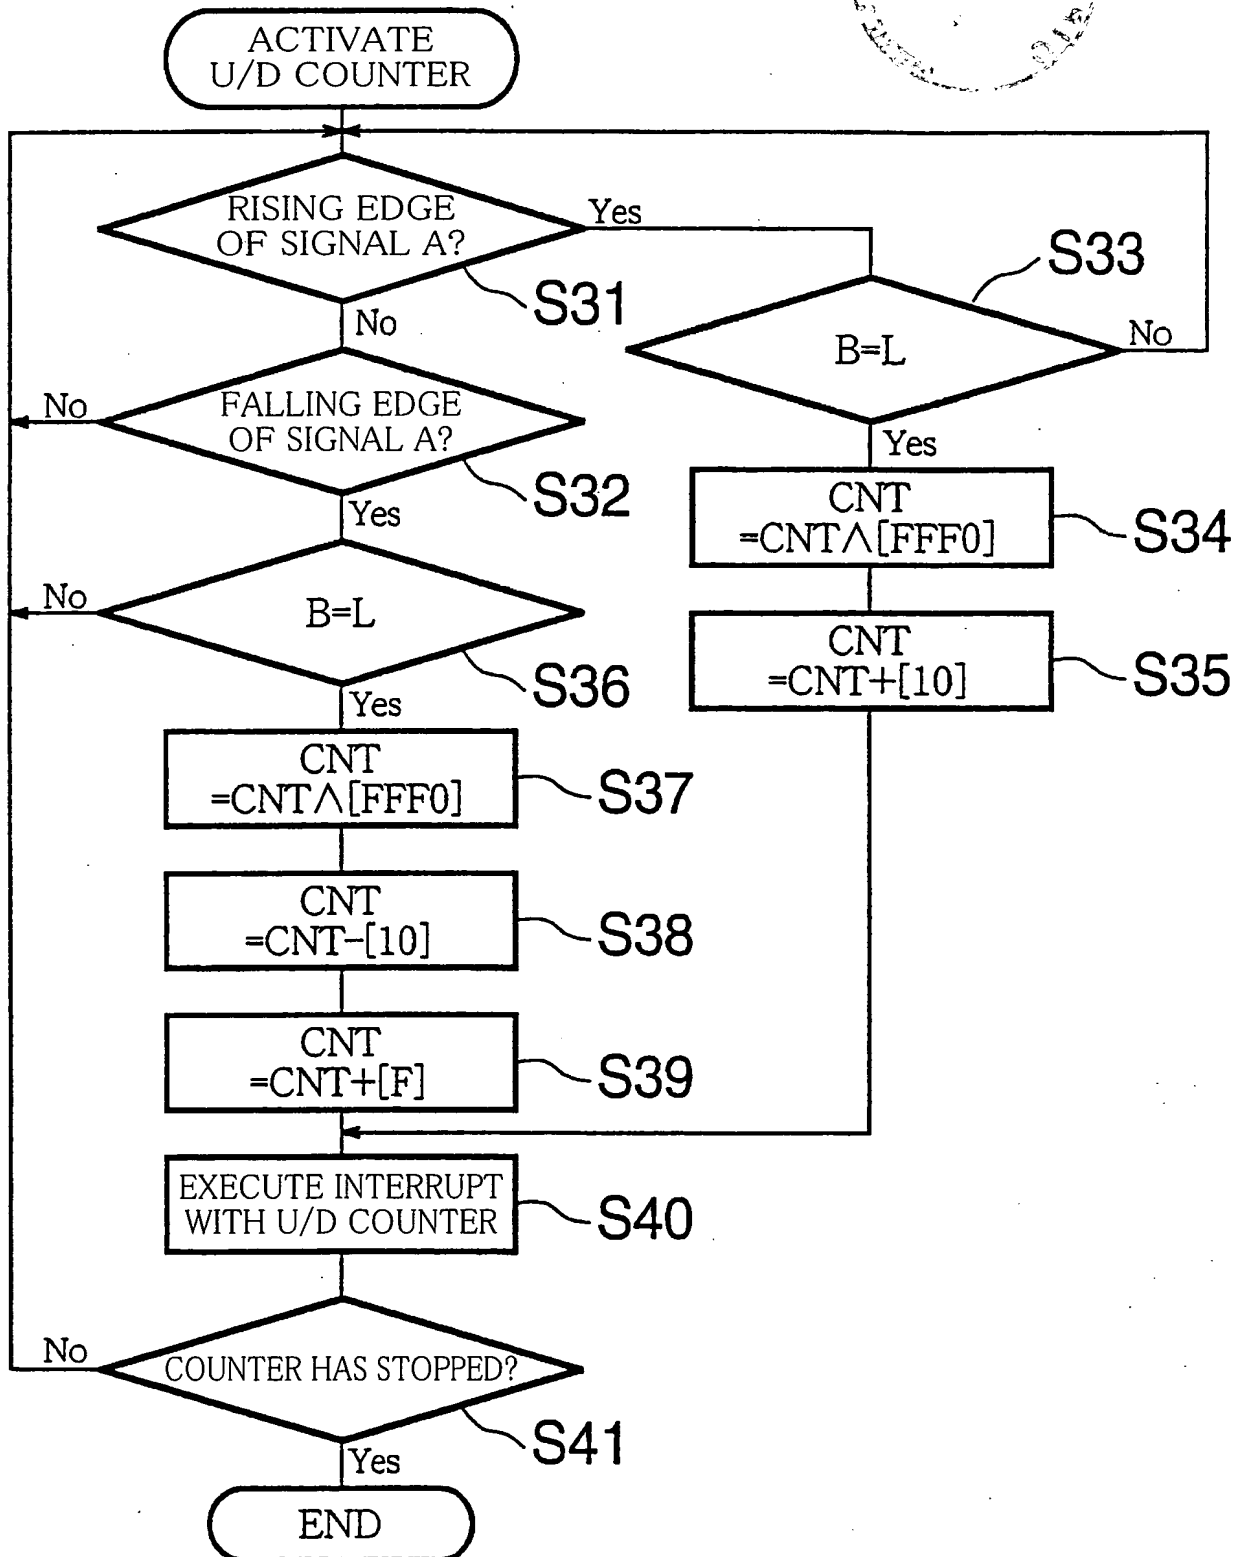 ACTIVATE
U/D COUNTER
RISING EDGE
OF SIGNAL A?
Yes
S31
No
S33
B=L
No
Yes
FALLING EDGE
OF SIGNAL A?
No
S32
Yes
CNT
=CNT∧[FFF0]
S34
B=L
No
S36
Yes
CNT
=CNT+[10]
S35
CNT
=CNT∧[FFF0]
S37
CNT
=CNT−[10]
S38
CNT
=CNT+[F]
S39
EXECUTE INTERRUPT
WITH U/D COUNTER
S40
COUNTER HAS STOPPED?
No
S41
Yes
END